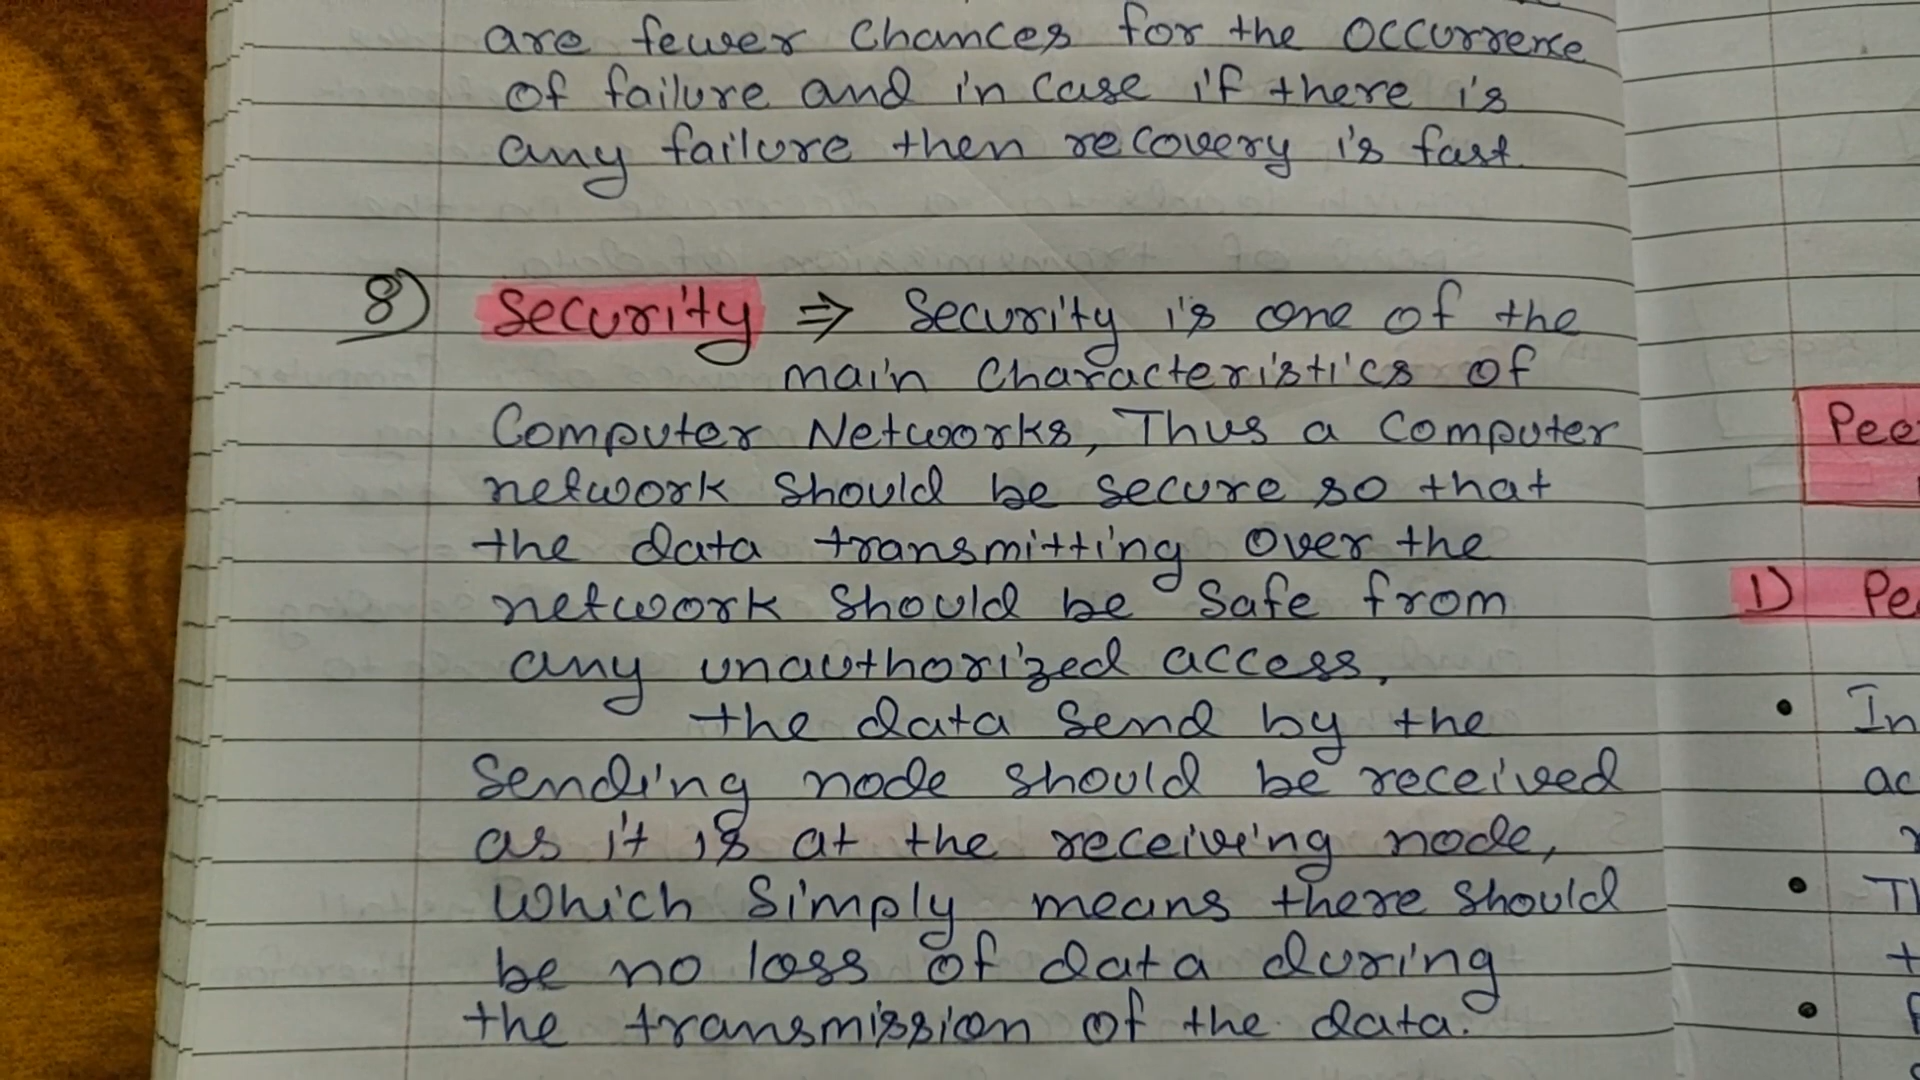 are fewer chances for the occurrence
of failure and in case if there is
any failure then recovery is fast
8) Security ⇒ Security is one of the
main characteristics of
Computer Networks, Thus a computer
network should be secure so that
the data transmitting over the
network should be safe from
any unauthorized access.
the data send by the
Sending node should be received
as it is at the receiving node,
which simply means there should
be no loss of data during
the transmission of the data.
1)
In